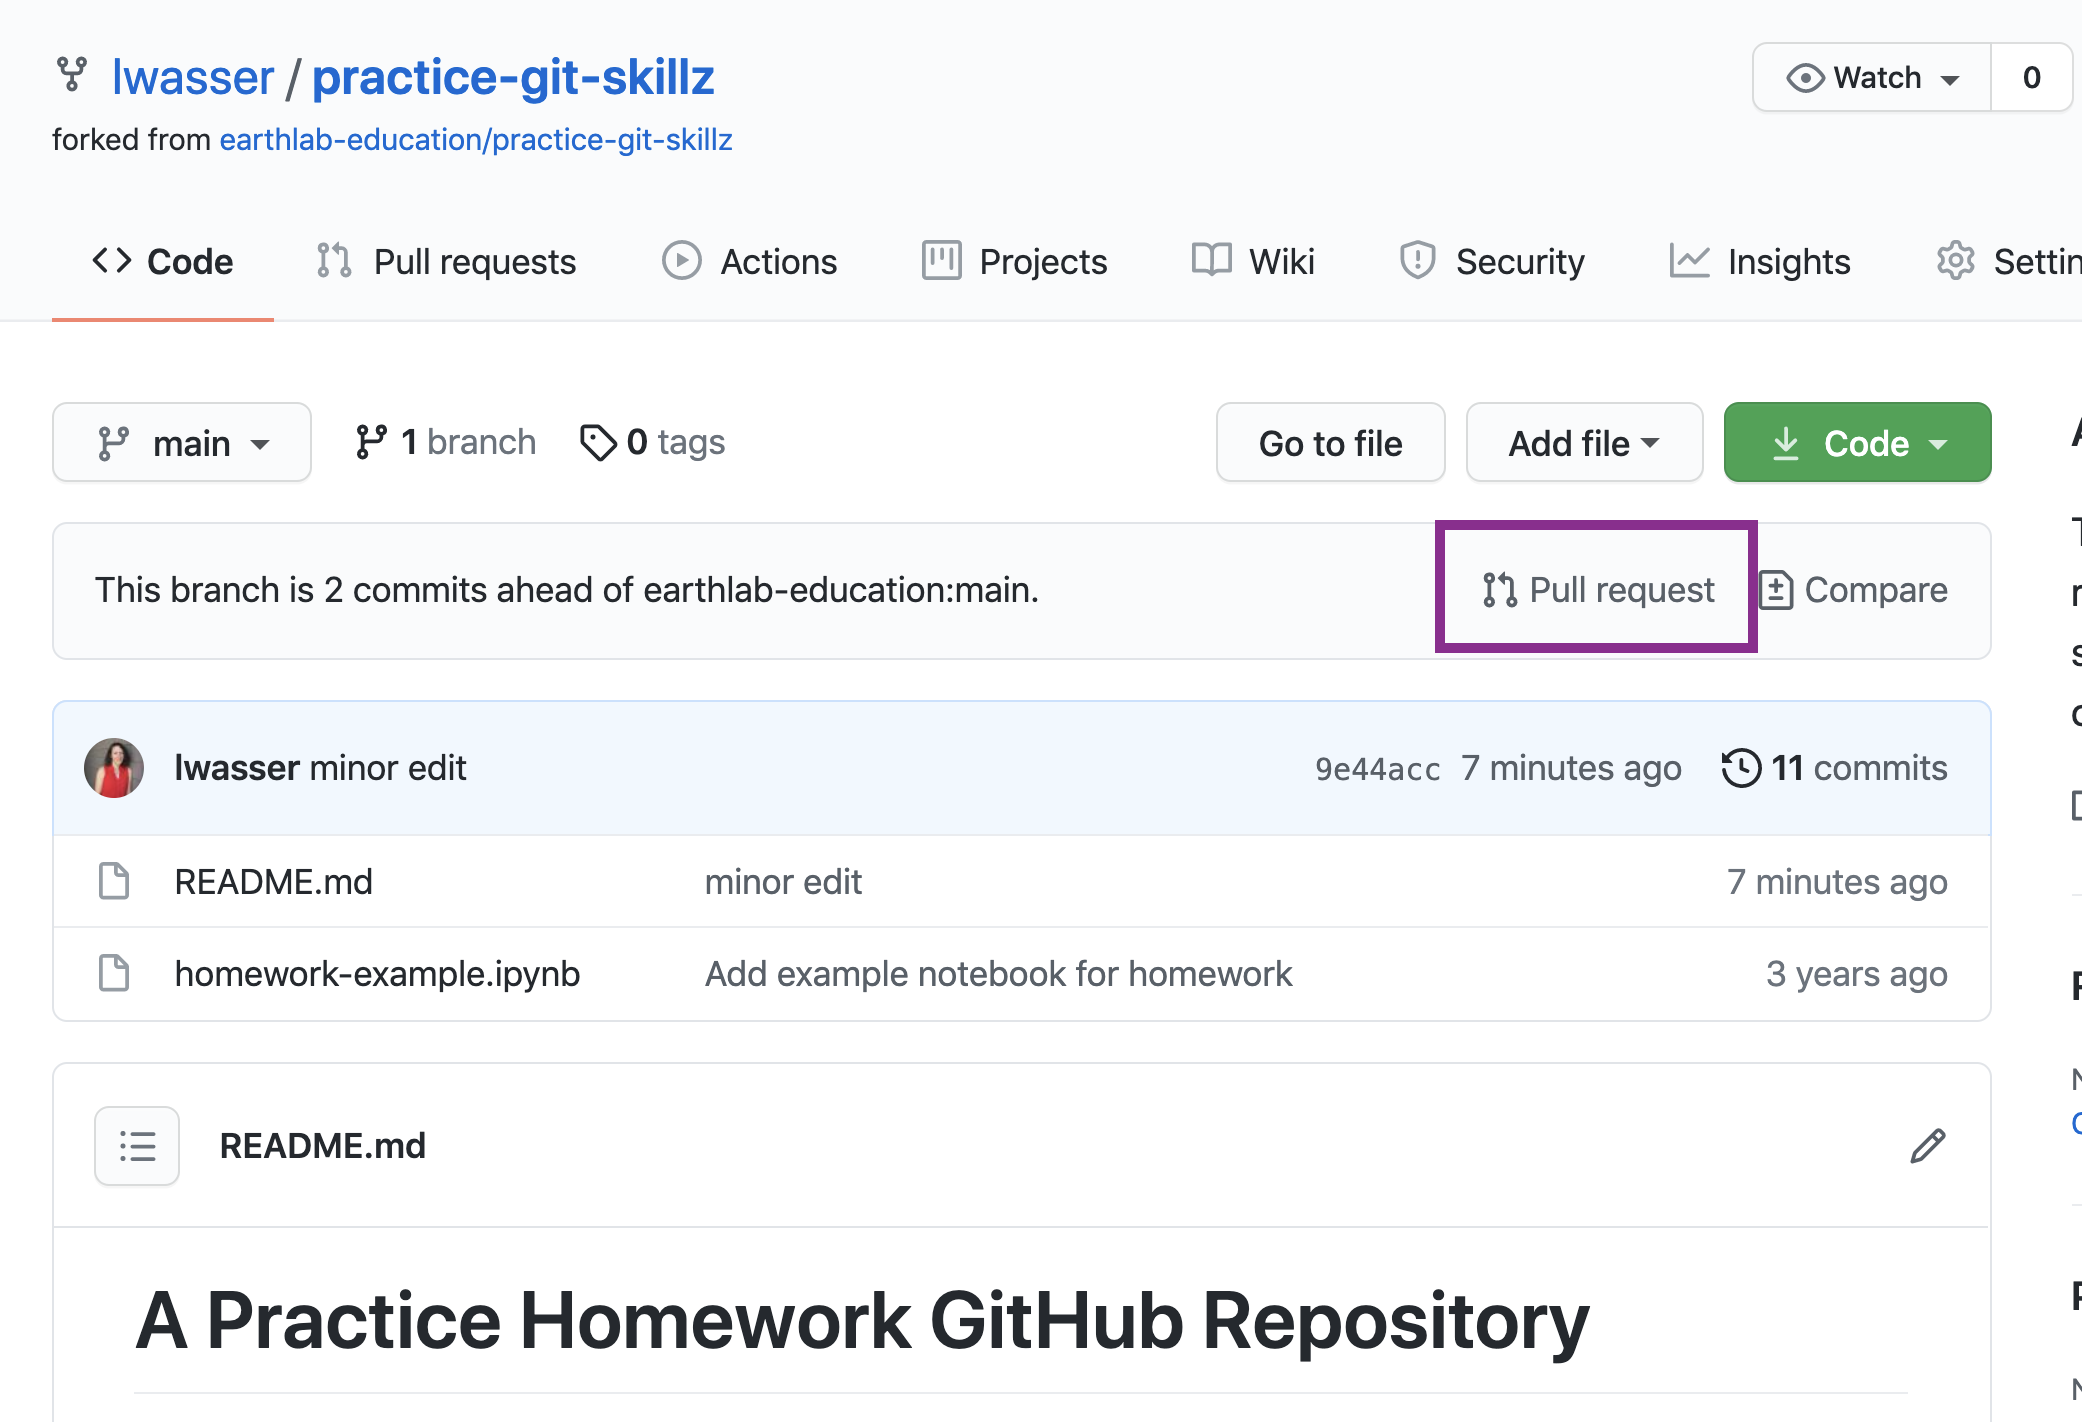 lwasser / practice-git-skillz
Watch 0
forked from earthlab-education/practice-git-skillz
Code Pull requests Actions Projects Wiki Security Insights Settin
main 1 branch 0 tags Go to file Add file Code
This branch is 2 commits ahead of earthlab-education:main. Pull request Compare
lwasser minor edit 9e44acc 7 minutes ago 11 commits
README.md minor edit 7 minutes ago
homework-example.ipynb Add example notebook for homework 3 years ago
README.md
A Practice Homework GitHub Repository